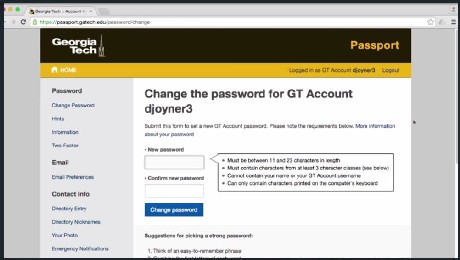 Georgia Tech - Account
https://passport.gatech.edu/password/change
Georgia
Tech
Passport
HOME
Logged in as GT Account djoyner3 Logout
Password
Change Password
Hints
Information
Two-Factor
Email
Email Preferences
Contact info
Directory Entry
Directory Nicknames
Your Photo
Emergency Notifications
Change the password for GT Account
djoyner3
Submit this form to set a new GT Account password. Please note the requirements below. More information
about your password
New password
Must be between 11 and 23 characters in length
Must contain characters from at least 3 character classes (see below)
Cannot contain your name or your GT Account username
Can only contain characters printed on the computer's keyboard
Confirm new password
Change password
Suggestions for picking a strong password:
1. Think of an easy-to-remember phrase